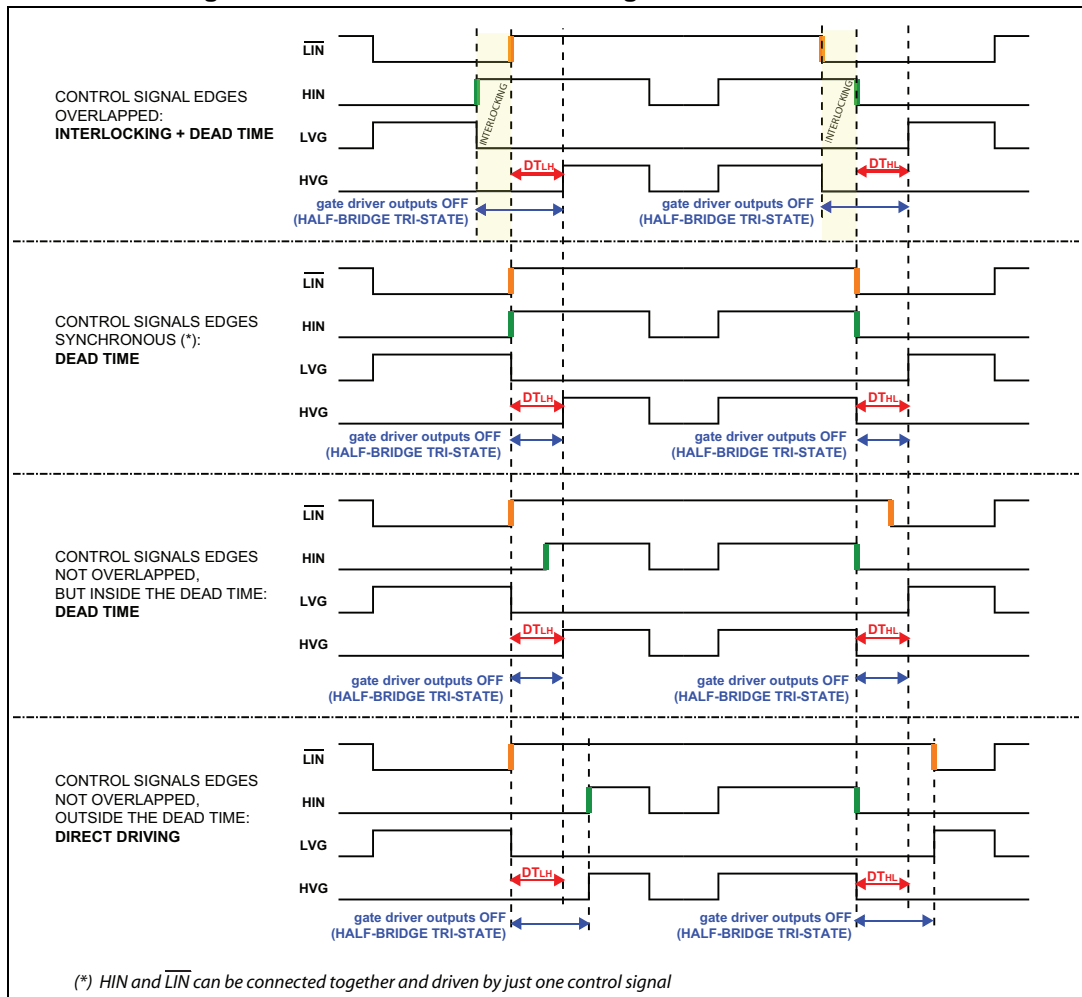 LIN
HIN
LVG
HVG
CONTROL SIGNAL EDGES
OVERLAPPED:
INTERLOCKING + DEAD TIME
INTERLOCKING
INTERLOCKING
DTLH
DTHL
gate driver outputs OFF
(HALF-BRIDGE TRI-STATE)
gate driver outputs OFF
(HALF-BRIDGE TRI-STATE)
LIN
HIN
LVG
HVG
CONTROL SIGNALS EDGES
SYNCHRONOUS (*):
DEAD TIME
DTLH
DTHL
gate driver outputs OFF
(HALF-BRIDGE TRI-STATE)
gate driver outputs OFF
(HALF-BRIDGE TRI-STATE)
LIN
HIN
LVG
HVG
CONTROL SIGNALS EDGES
NOT OVERLAPPED,
BUT INSIDE THE DEAD TIME:
DEAD TIME
DTLH
DTHL
gate driver outputs OFF
(HALF-BRIDGE TRI-STATE)
gate driver outputs OFF
(HALF-BRIDGE TRI-STATE)
LIN
HIN
LVG
HVG
CONTROL SIGNALS EDGES
NOT OVERLAPPED,
OUTSIDE THE DEAD TIME:
DIRECT DRIVING
DTLH
DTHL
gate driver outputs OFF
(HALF-BRIDGE TRI-STATE)
gate driver outputs OFF
(HALF-BRIDGE TRI-STATE)
(*) HIN and LIN can be connected together and driven by just one control signal